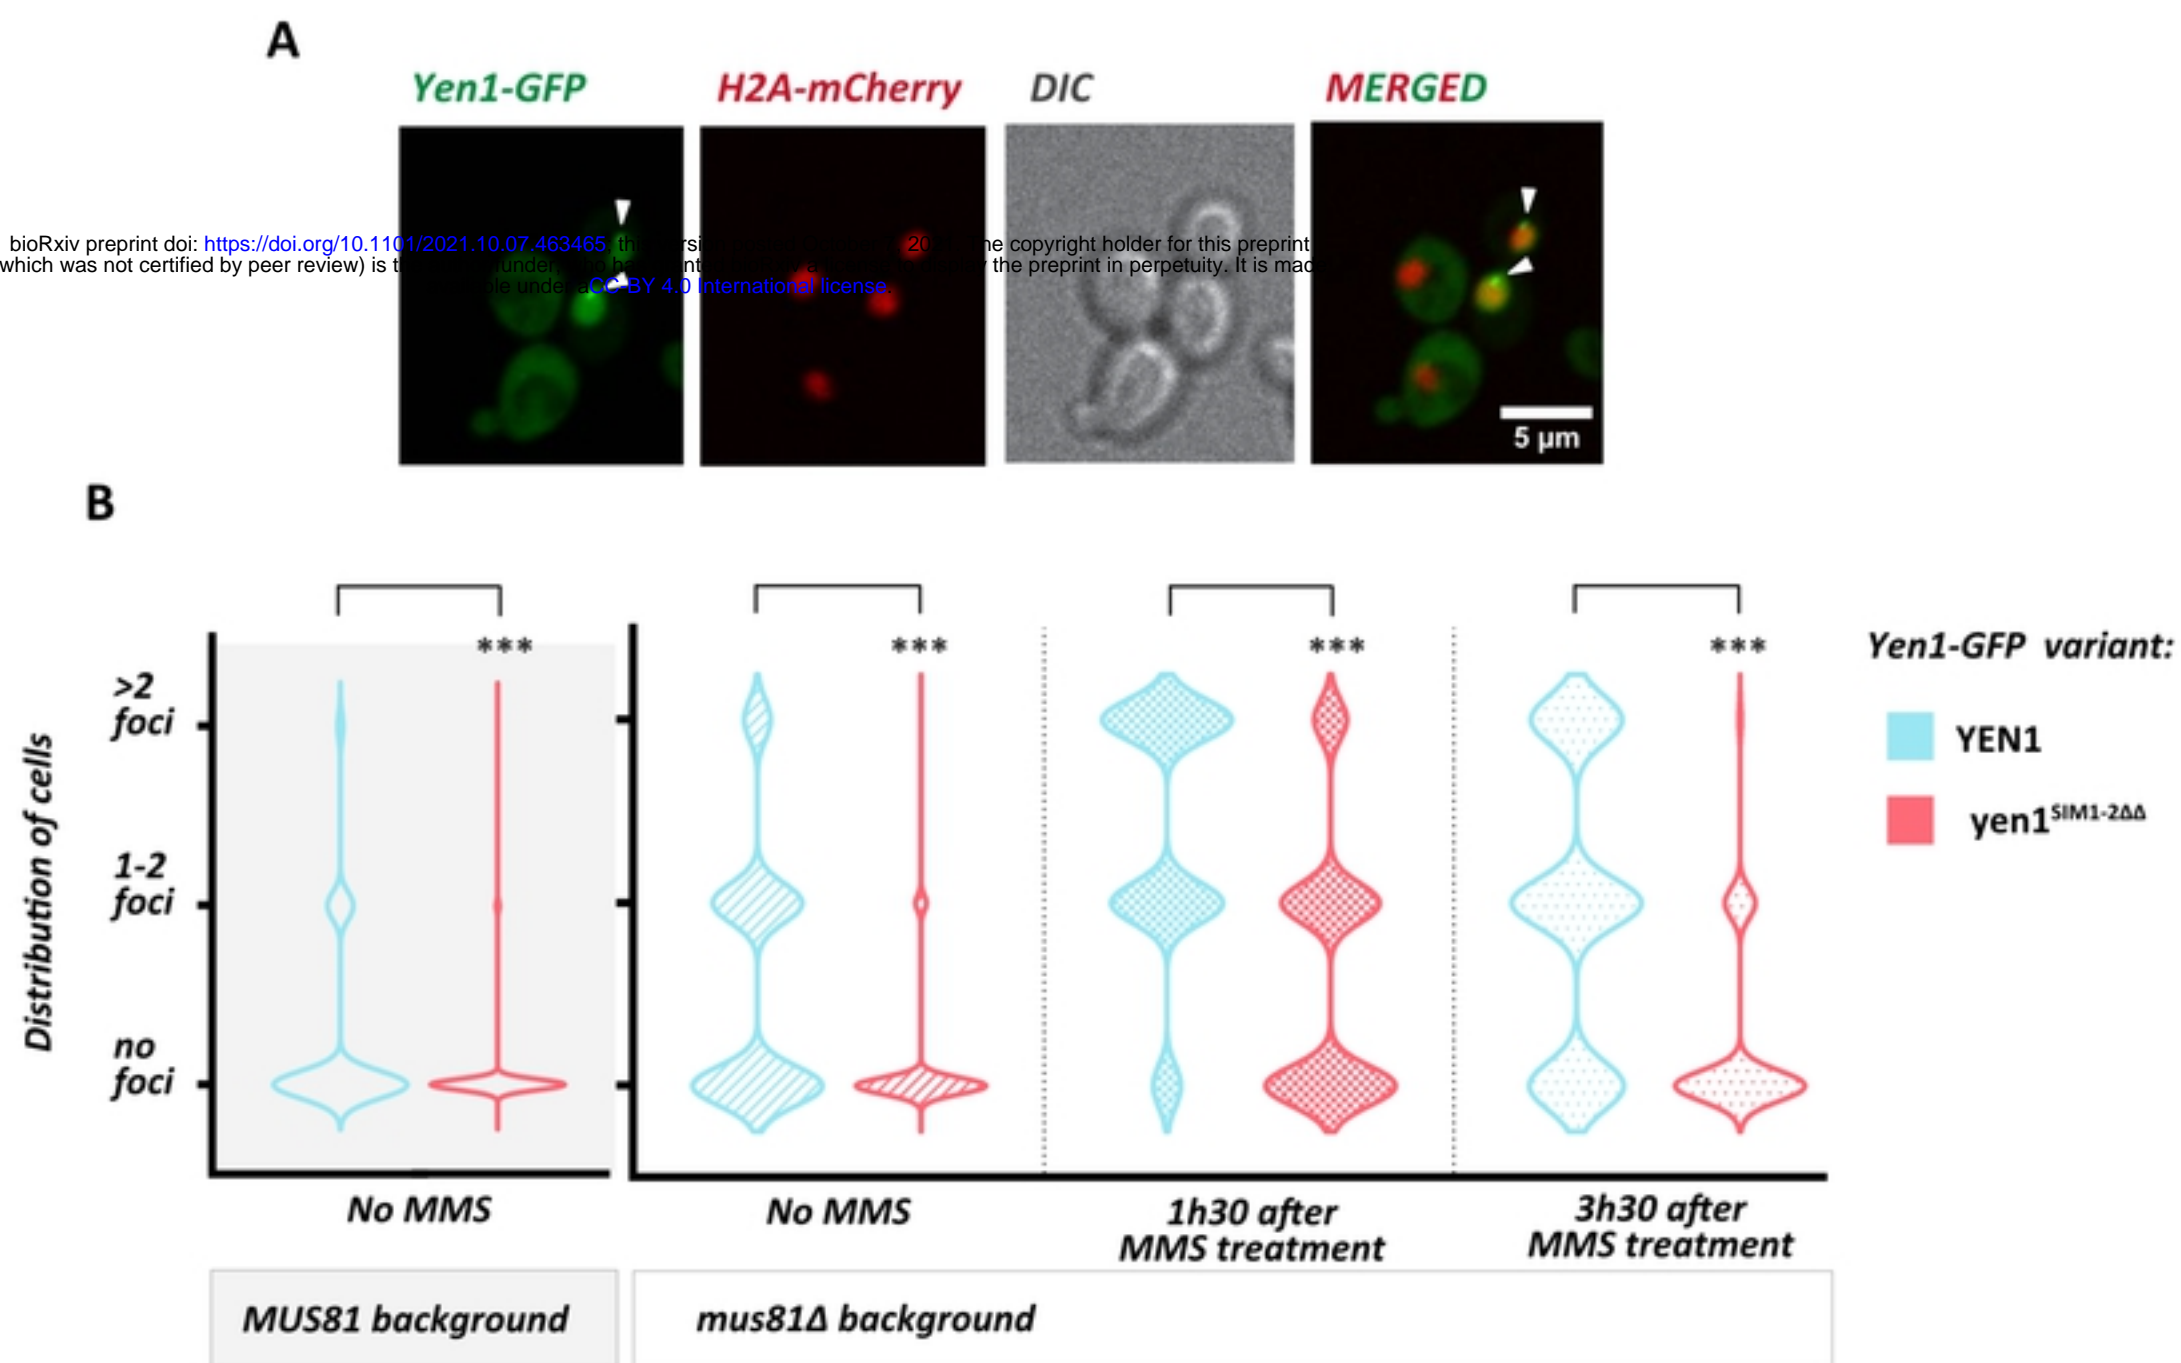 A
Yen1-GFP
H2A-mCherry
DIC
MERGED
bioRxiv preprint doi: https://doi.org/10.1101/2021.10.07.463465; the copyright holder for this preprint
which was not certified by peer review) is the preprint in perpetuity. It is
under aCC-BY 4.0 International license.
5 µm
B
*** *** *** ***
Distribution of cells
>2
foci
1-2
foci
no
foci
Yen1-GFP variant:
YEN1
yen1SIM1-2ΔΔ
No MMS
No MMS
1h30 after
MMS treatment
3h30 after
MMS treatment
MUS81 background
mus81Δ background